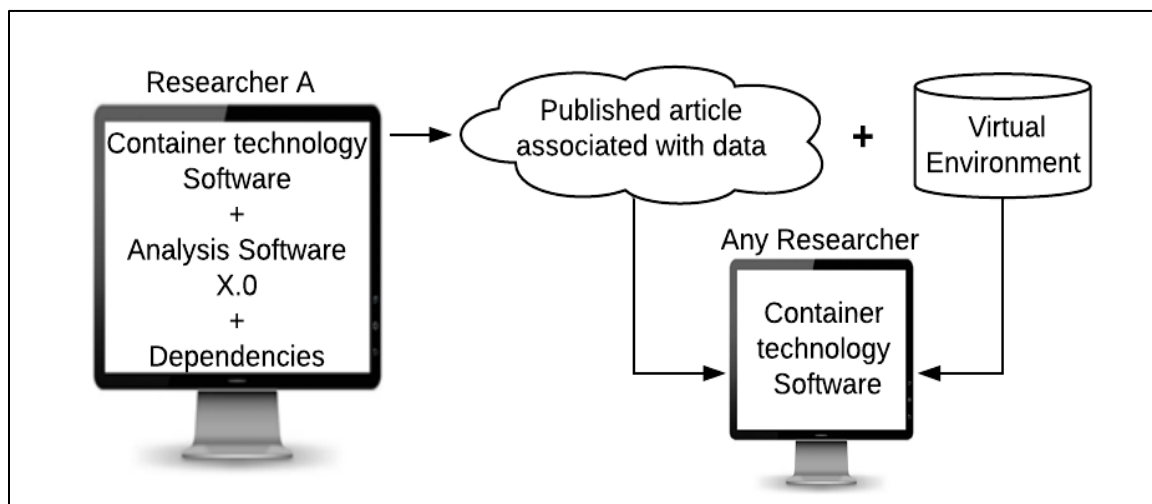 Researcher A
Container technology
Software
+
Analysis Software
X.0
+
Dependencies
Published article
associated with data
+
Virtual
Environment
Any Researcher
Container
technology
Software